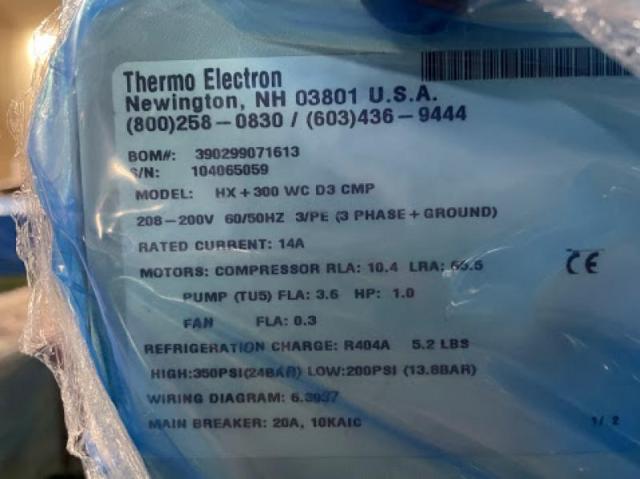 Thermo Electron
Newington, NH 03801 U.S.A.
(800)258-0830 / (603)436-9444
BOM#: 390299071613
S/N: 104065059
MODEL: HX+300 WC D3 CMP
208-200V 60/50HZ 3/PE (3 PHASE+GROUND)
RATED CURRENT: 14A
MOTORS: COMPRESSOR RLA: 10.4 LRA:
CE
PUMP (TU5) FLA: 3.6 HP: 1.0
FAN FLA: 0.3
REFRIGERATION CHARGE: R404A 5.2 LBS
HIGH:350PSI(24BAR) LOW:200PSI (13.8BAR)
WIRING DIAGRAM:
MAIN BREAKER: 20A, 10KAIC
1/ 2